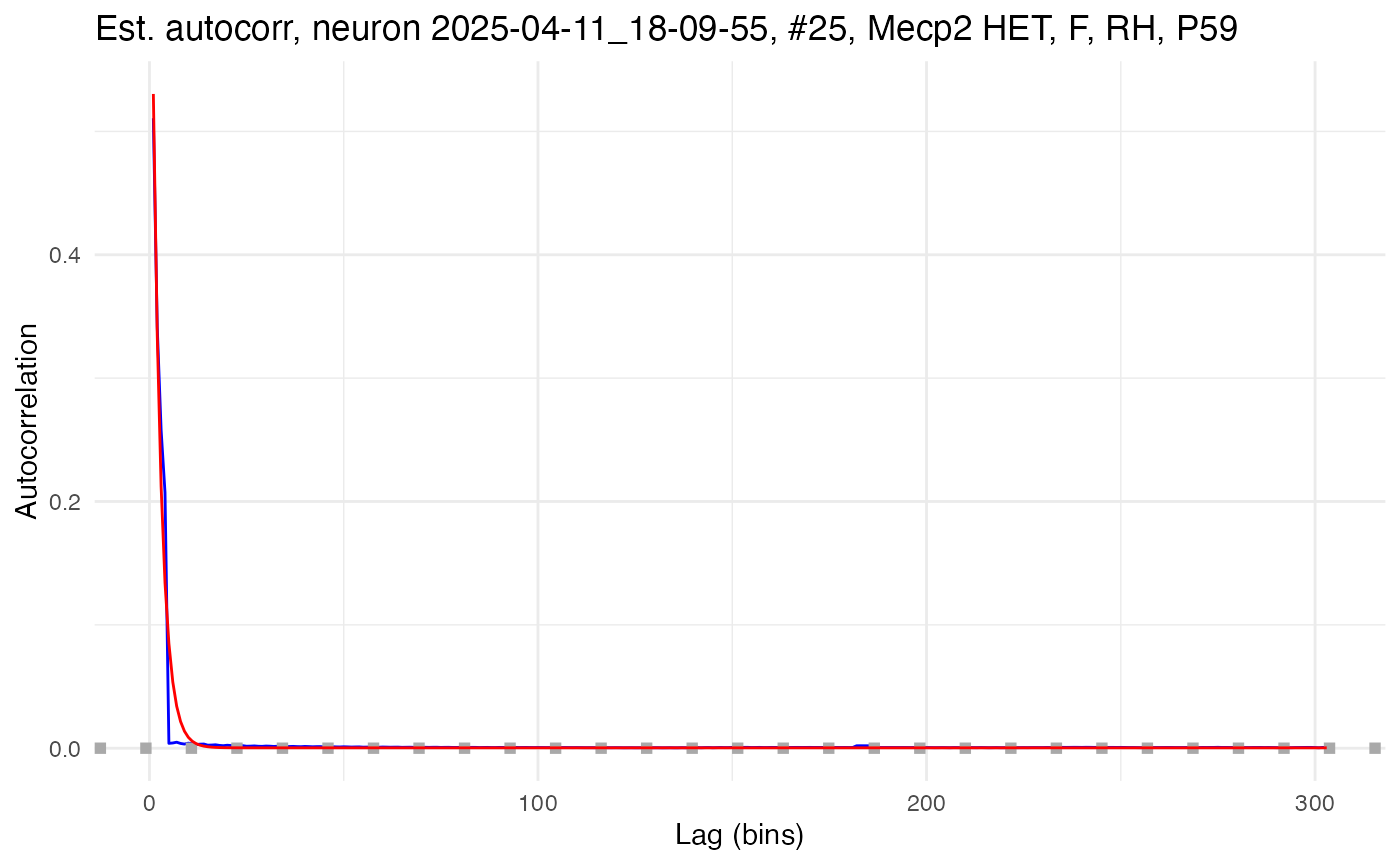 Est. autocorr, neuron 2025-04-11_18-09-55, #25, Mecp2 HET, F, RH, P59
Autocorrelation
0.4
0.2
0.0
0
100
200
300
Lag (bins)